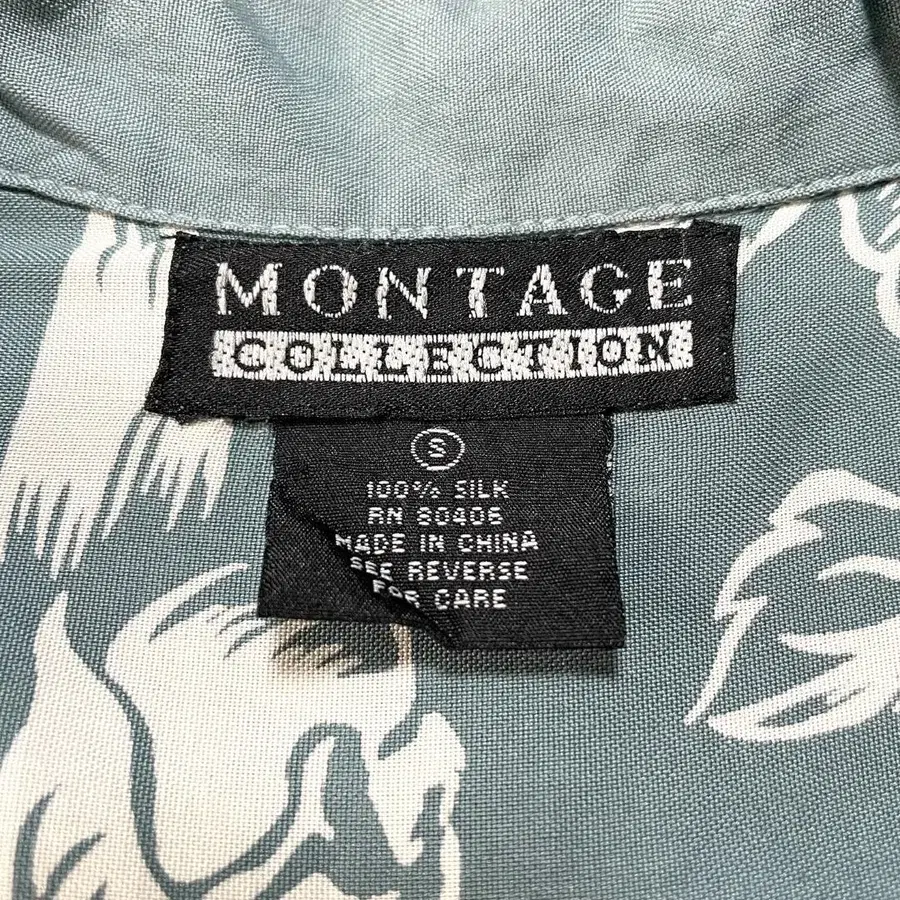 MONTAGE
COLLECTION
S
100% SILK
RN 80406
MADE IN CHINA
SEE REVERSE
FOR CARE